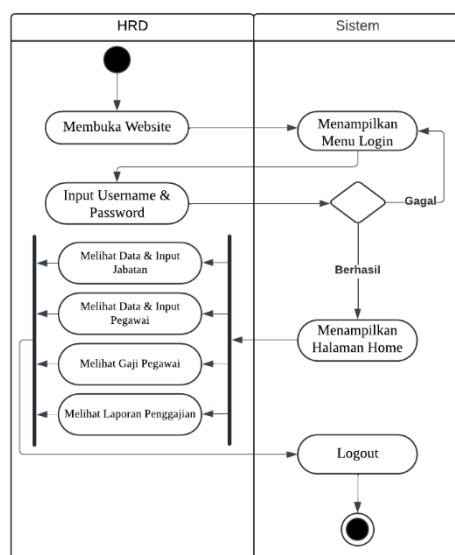 HRD
Sistem
Membuka Website
Menampilkan
Menu Login
Input Username &
Password
Gagal
Berhasil
Melihat Data & Input
Jabatan
Melihat Data & Input
Pegawai
Menampilkan
Halaman Home
Melihat Gaji Pegawai
Melihat Laporan Penggajian
Logout